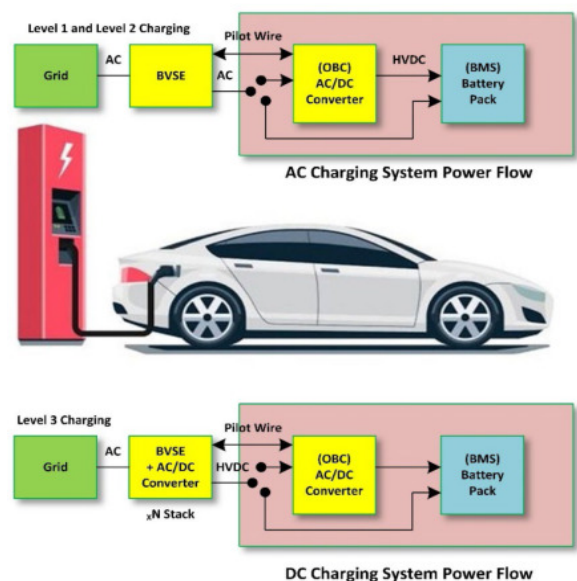 Level 1 and Level 2 Charging
Grid
AC
BVSE
Pilot Wire
AC
(OBC)
AC/DC
Converter
HVDC
(BMS)
Battery
Pack
AC Charging System Power Flow
Level 3 Charging
Grid
AC
BVSE
+ AC/DC
Converter
xN Stack
Pilot Wire
HVDC
(OBC)
AC/DC
Converter
(BMS)
Battery
Pack
DC Charging System Power Flow